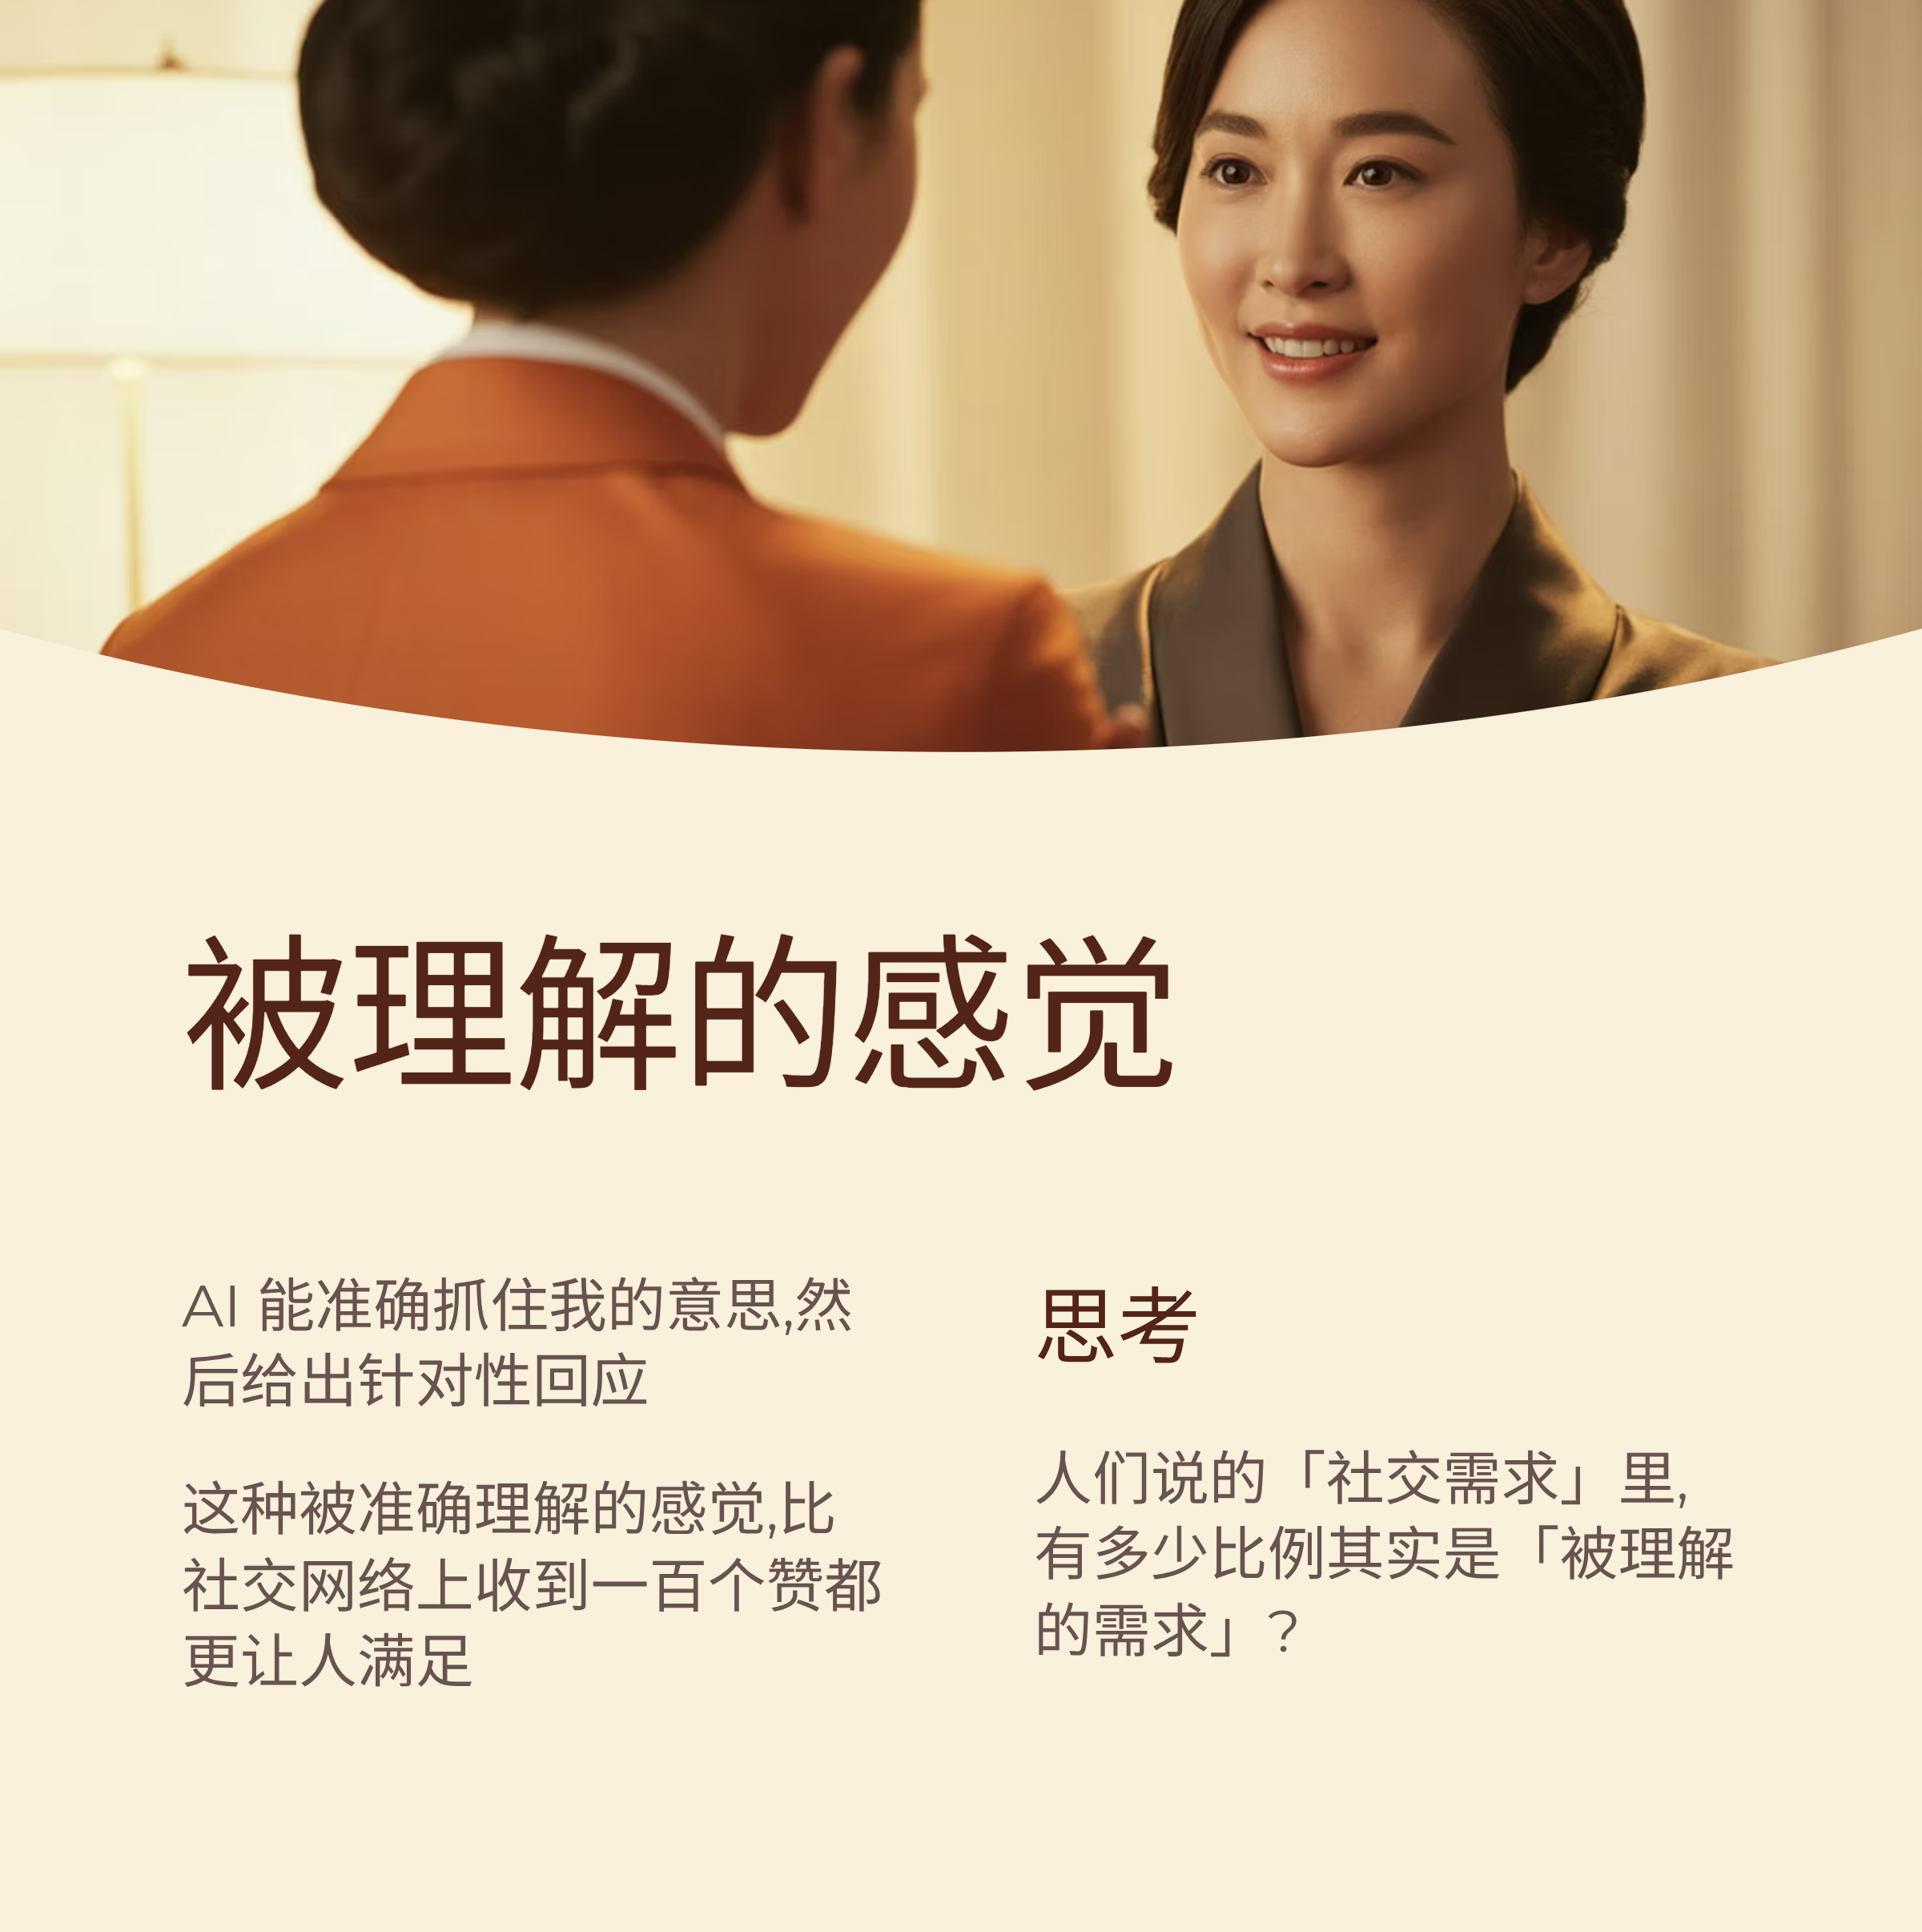 被理解的感觉
AI 能准确抓住我的意思,然
后给出针对性回应
这种被准确理解的感觉,比
社交网络上收到一百个赞都
更让人满足
思考
人们说的「社交需求」里,
有多少比例其实是「被理解
的需求」?